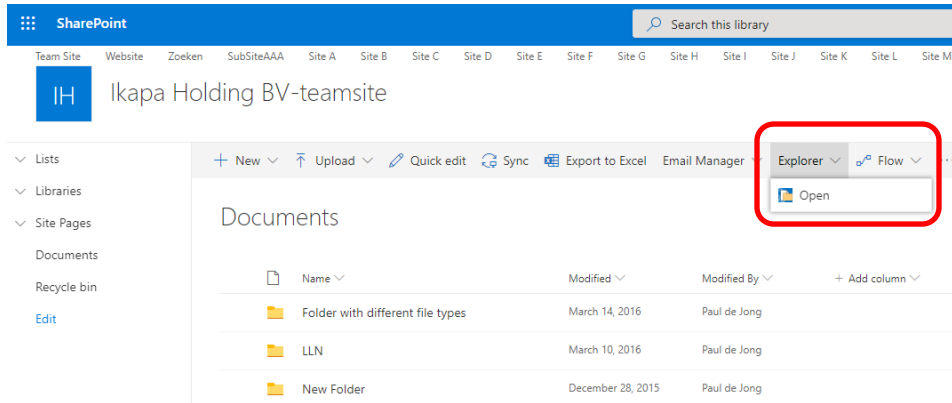 SharePoint Search this library
Team Site Website Zoeken SubSiteAAA Site A Site B Site C Site D Site E Site F Site G Site H Site I Site J Site K Site L Site M
IH Ikapa Holding BV-teamsite
Lists + New Upload Quick edit Sync Export to Excel Email Manager Explorer Flow ...
Libraries Open
Site Pages Documents
Documents
Recycle bin Name Modified Modified By + Add column
Edit Folder with different file types March 14, 2016 Paul de Jong
LLN March 10, 2016 Paul de Jong
New Folder December 28, 2015 Paul de Jong